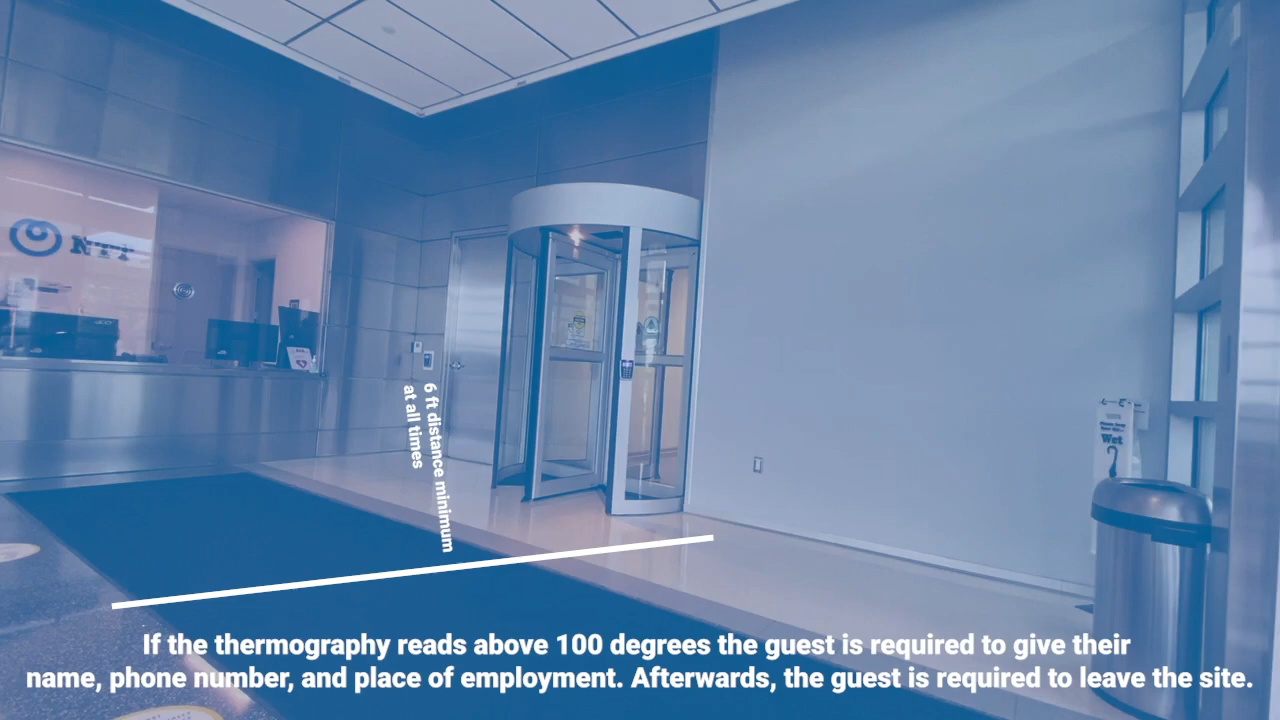 NTT
acer
6 ft distance minimum
at all times
Wet
If the thermography reads above 100 degrees the guest is required to give their
name, phone number, and place of employment. Afterwards, the guest is required to leave the site.